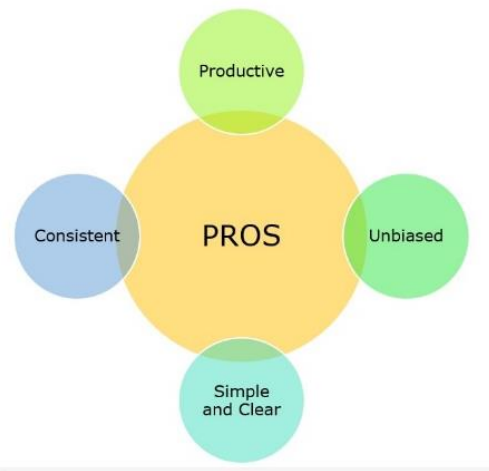 Productive
Consistent
PROS
Unbiased
Simple
and Clear